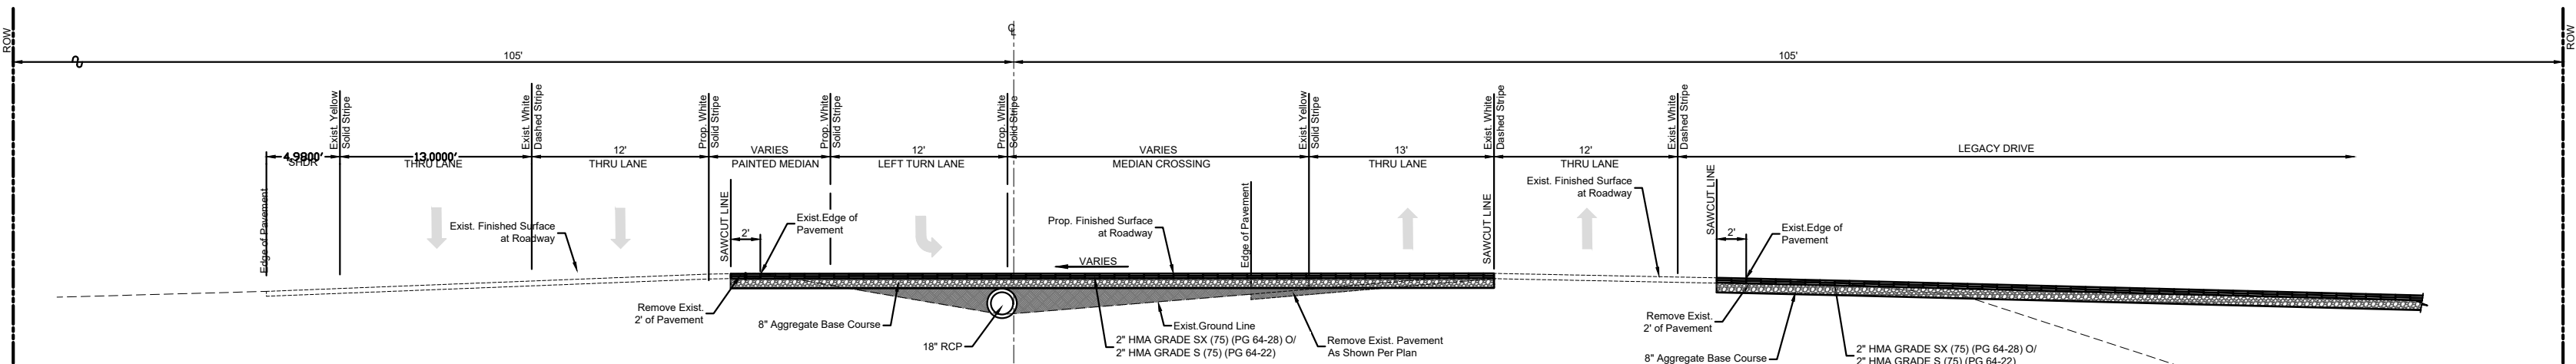 ROW
ROW
℄
105'
105'
Exist. Yellow
Solid Stripe
Exist. White
Dashed Stripe
Prop. White
Solid Stripe
Prop. White
Solid Stripe
Prop. White
Solid Stripe
Exist. Yellow
Solid Stripe
Exist. White
Dashed Stripe
Exist. White
Dashed Stripe
4.9800'
SHDR
13.0000'
THRU LANE
12'
THRU LANE
VARIES
PAINTED MEDIAN
12'
LEFT TURN LANE
VARIES
MEDIAN CROSSING
13'
THRU LANE
12'
THRU LANE
LEGACY DRIVE
Edge of Pavement
Exist. Finished Surface
at Roadway
SAWCUT LINE
2'
Exist.Edge of
Pavement
Prop. Finished Surface
at Roadway
VARIES
Edge of Pavement
SAWCUT LINE
Exist. Finished Surface
at Roadway
SAWCUT LINE
2'
Exist.Edge of
Pavement
Remove Exist.
2' of Pavement
8" Aggregate Base Course
18" RCP
Exist.Ground Line
2" HMA GRADE SX (75) (PG 64-28) O/
2" HMA GRADE S (75) (PG 64-22)
Remove Exist. Pavement
As Shown Per Plan
Remove Exist.
2' of Pavement
8" Aggregate Base Course
2" HMA GRADE SX (75) (PG 64-28) O/
2" HMA GRADE S (75) (PG 64-22)